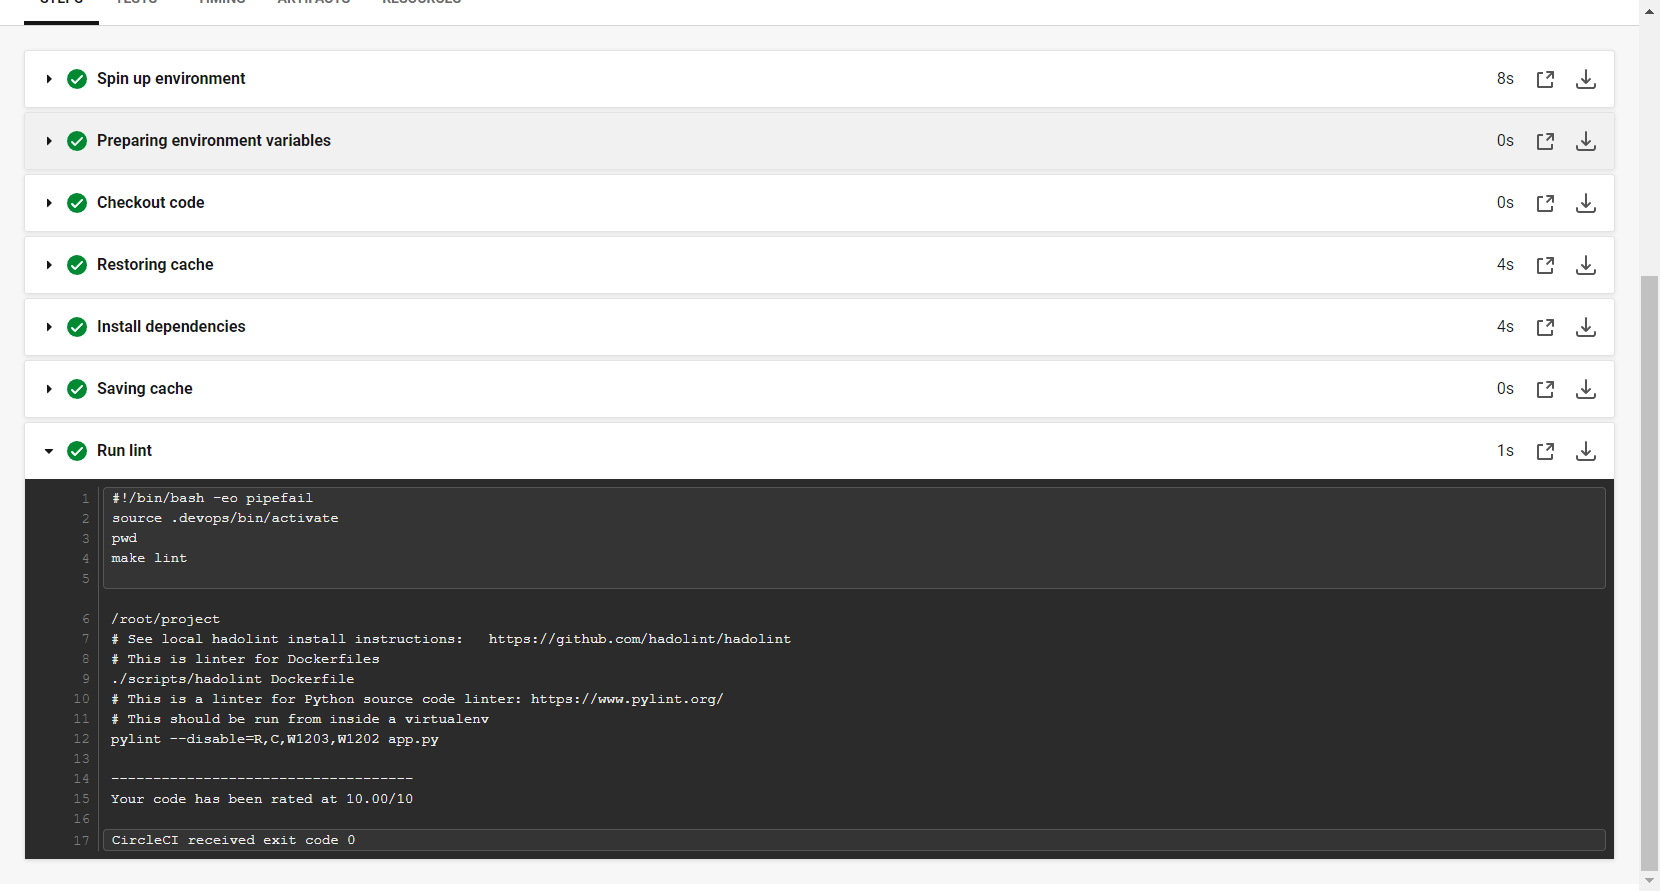 STEPS TESTS TIMING ARTIFACTS RESOURCES
Spin up environment 8s
Preparing environment variables 0s
Checkout code 0s
Restoring cache 4s
Install dependencies 4s
Saving cache 0s
Run lint 1s
1 #!/bin/bash -eo pipefail
2 source .devops/bin/activate
3 pwd
4 make lint
5
6 /root/project
7 # See local hadolint install instructions:   https://github.com/hadolint/hadolint
8 # This is linter for Dockerfiles
9 ./scripts/hadolint Dockerfile
10 # This is a linter for Python source code linter: https://www.pylint.org/
11 # This should be run from inside a virtualenv
12 pylint --disable=R,C,W1203,W1202 app.py
13
14 ------------------------------------
15 Your code has been rated at 10.00/10
16
17 CircleCI received exit code 0